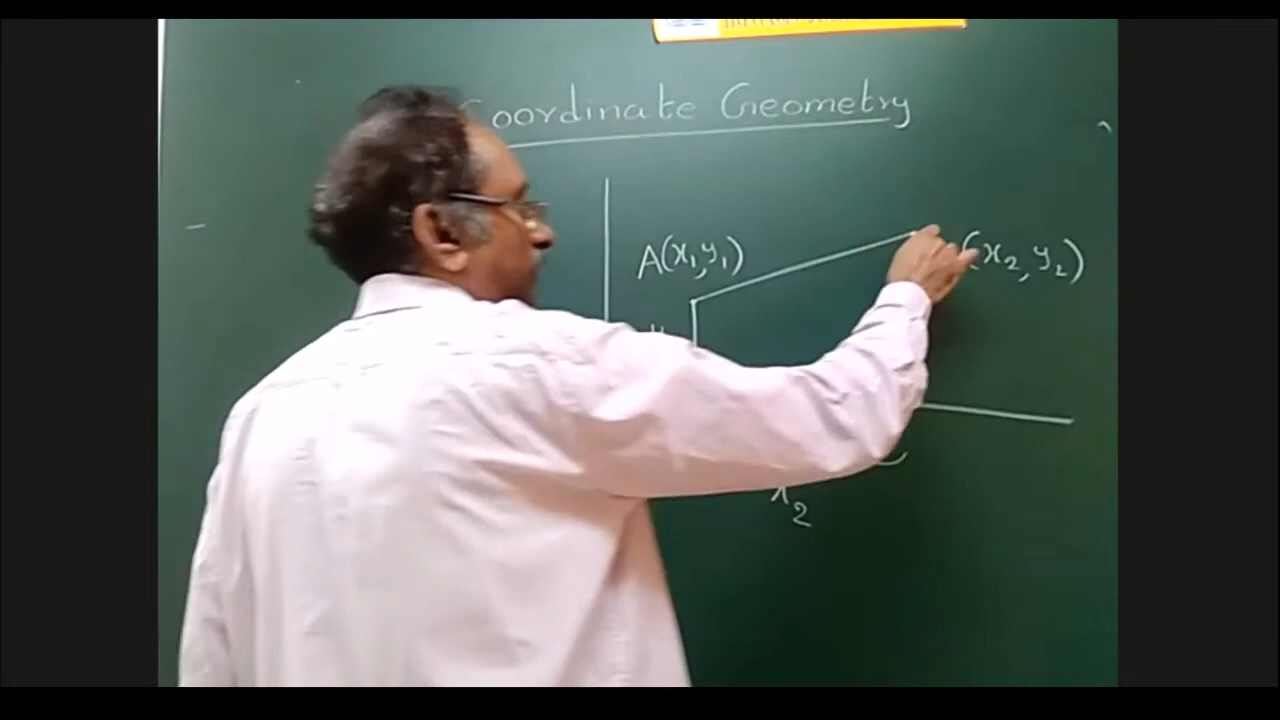 Coordinate Geometry
A(x₁, y₁)
(x₂, y₂)
x₂